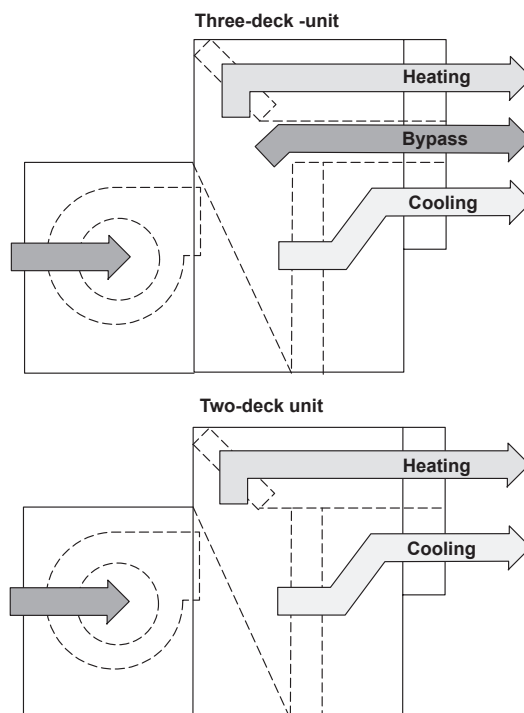 Three-deck -unit
Heating
Bypass
Cooling
Two-deck unit
Heating
Cooling